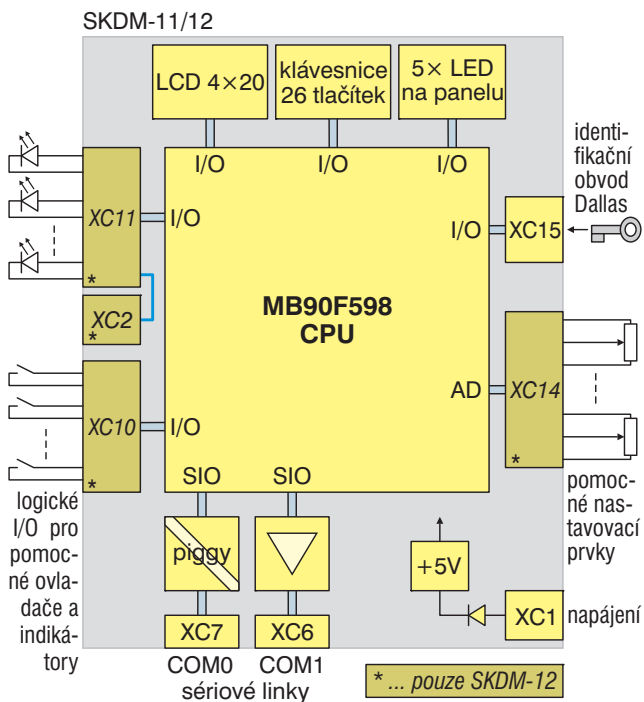 SKDM-11/12
LCD 4×20
klávesnice
26 tlačítek
5× LED
na panelu
I/O
I/O
I/O
identi-
fikační
obvod
Dallas
XC11
*
I/O
I/O
XC15
XC2
*
MB90F598
CPU
XC10
*
I/O
AD
XC14
*
SIO
SIO
logické
I/O pro
pomoc-
né ovla-
dače a
indiká-
tory
pomoc-
né nas-
tavovací
prvky
piggy
+5V
XC7
XC6
XC1
napájení
COM0
COM1
sériové linky
* ... pouze SKDM-12